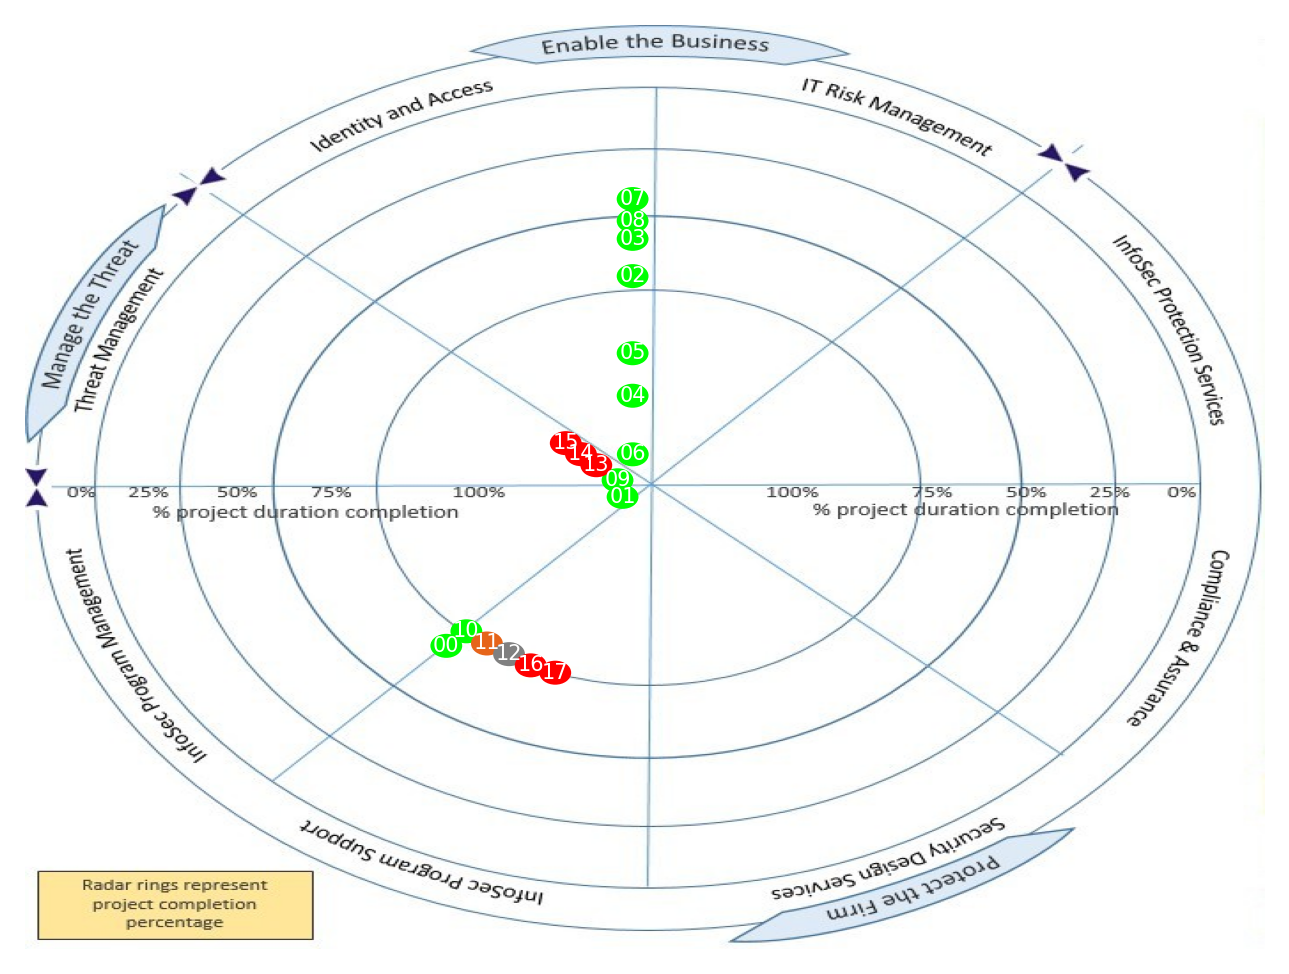 Enable the Business
Identity and Access
IT Risk Management
Manage the Threat
Threat Management
InfoSec Protection Services
07
08
03
02
05
04
15
14
13
06
09
01
0% 25% 50% 75% 100% 100% 75% 50% 25% 0%
% project duration completion
% project duration completion
10
00
11
12
16
17
InfoSec Program Management
Compliance & Assurance
InfoSec Program Support
Security Design Services
Protect the Firm
Radar rings represent
project completion
percentage